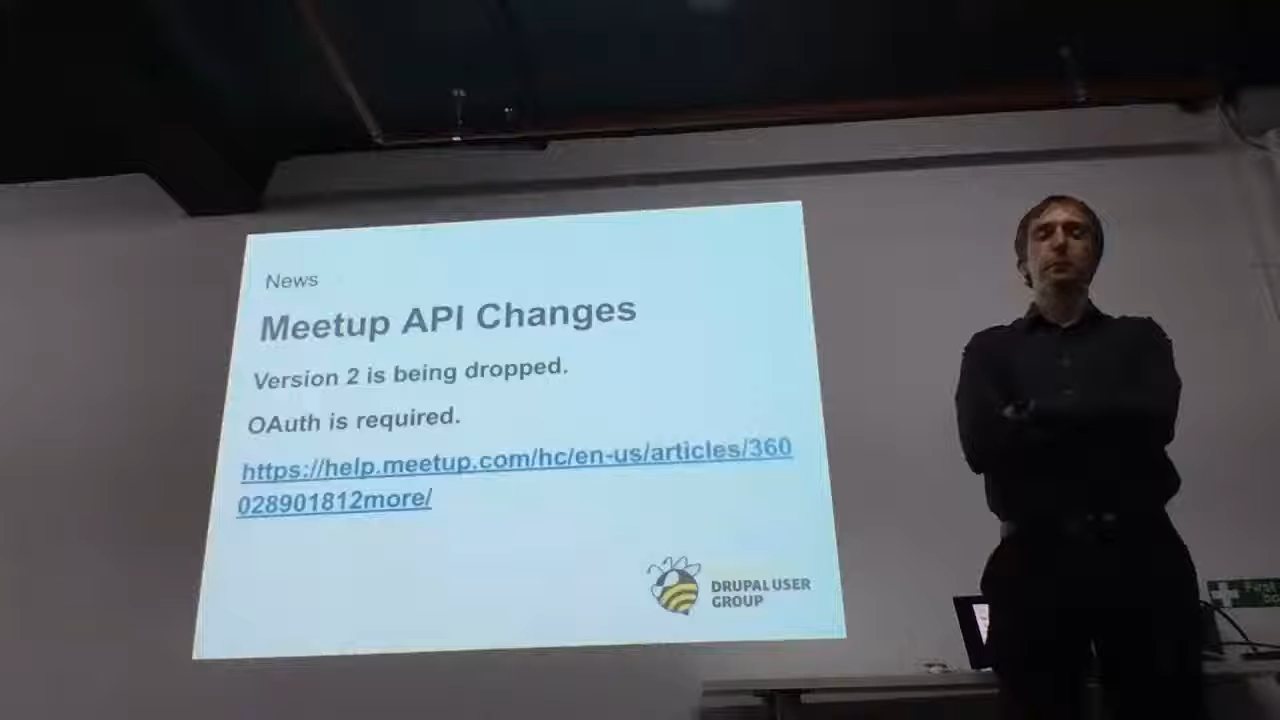 News
Meetup API Changes
Version 2 is being dropped.
OAuth is required.
https://help.meetup.com/hc/en-us/articles/360
028901812more/
DRUPAL USER
GROUP
First